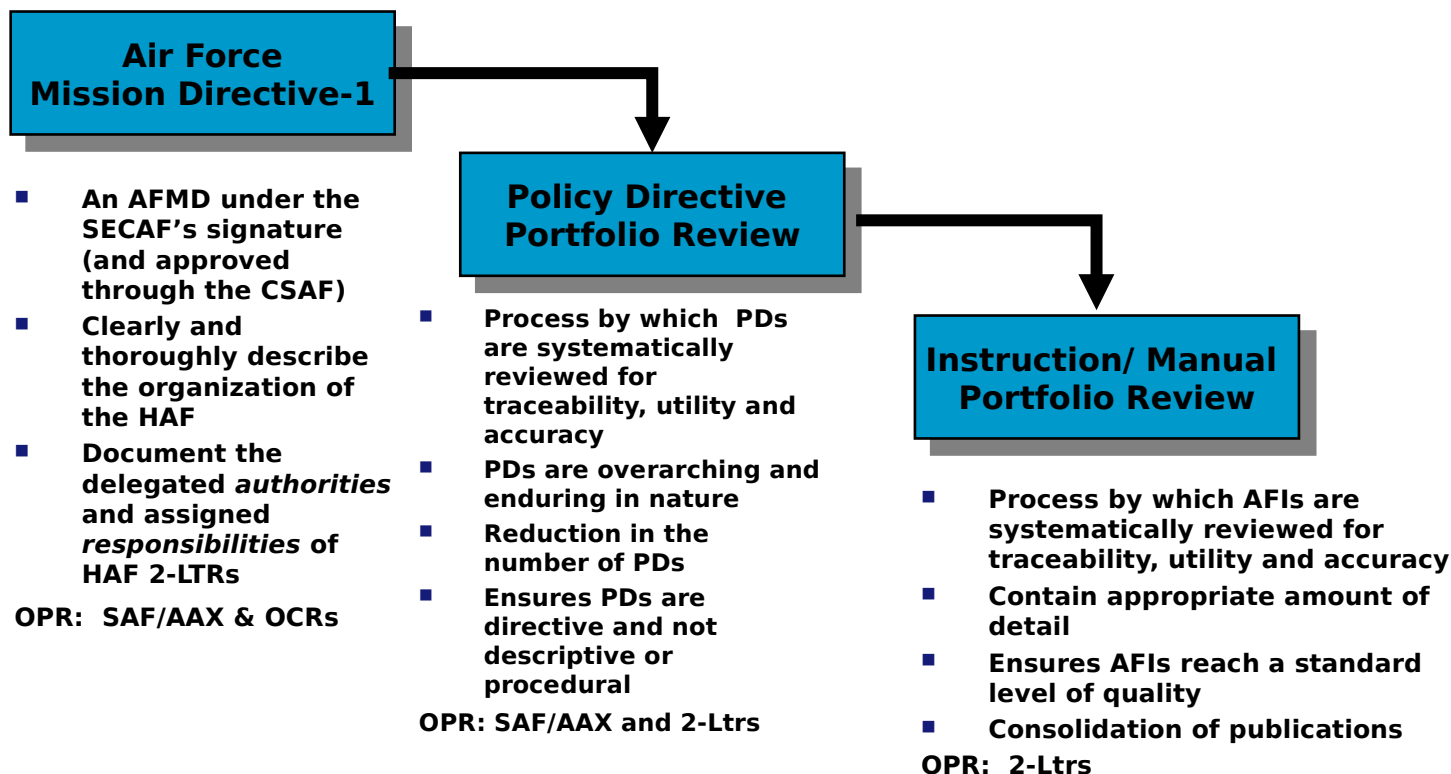 Air Force
Mission Directive-1
▪ An AFMD under the
SECAF’s signature
(and approved
through the CSAF)
▪ Clearly and
thoroughly describe
the organization of
the HAF
▪ Document the
delegated authorities
and assigned
responsibilities of
HAF 2-LTRs
OPR: SAF/AAX & OCRs
Policy Directive
Portfolio Review
▪ Process by which PDs
are systematically
reviewed for
traceability, utility and
accuracy
▪ PDs are overarching and
enduring in nature
▪ Reduction in the
number of PDs
▪ Ensures PDs are
directive and not
descriptive or
procedural
OPR: SAF/AAX and 2-Ltrs
Instruction/ Manual
Portfolio Review
▪ Process by which AFIs are
systematically reviewed for
traceability, utility and accuracy
▪ Contain appropriate amount of
detail
▪ Ensures AFIs reach a standard
level of quality
▪ Consolidation of publications
OPR: 2-Ltrs